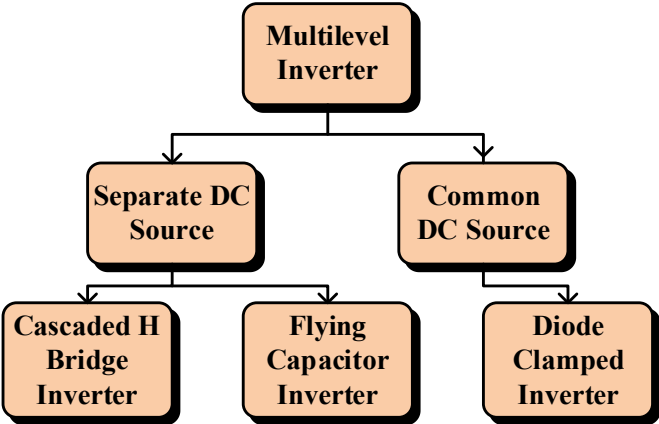 Multilevel
Inverter
Separate DC
Source
Common
DC Source
Cascaded H
Bridge
Inverter
Flying
Capacitor
Inverter
Diode
Clamped
Inverter